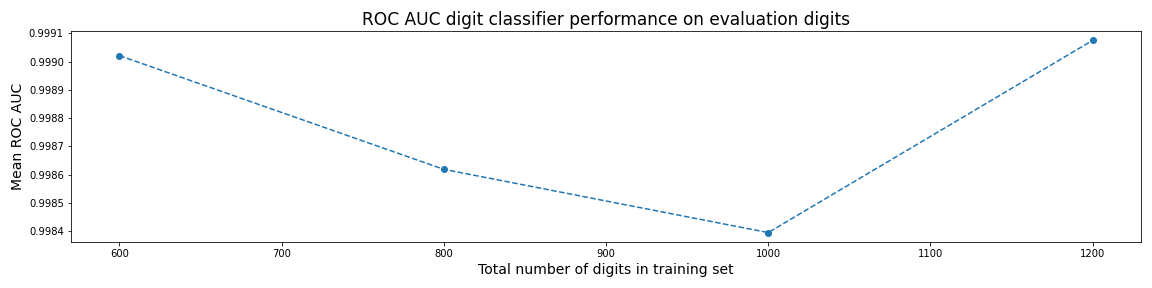 ROC AUC digit classifier performance on evaluation digits
Mean ROC AUC
0.9991
0.9990
0.9989
0.9988
0.9987
0.9986
0.9985
0.9984
600 700 800 900 1000 1100 1200
Total number of digits in training set